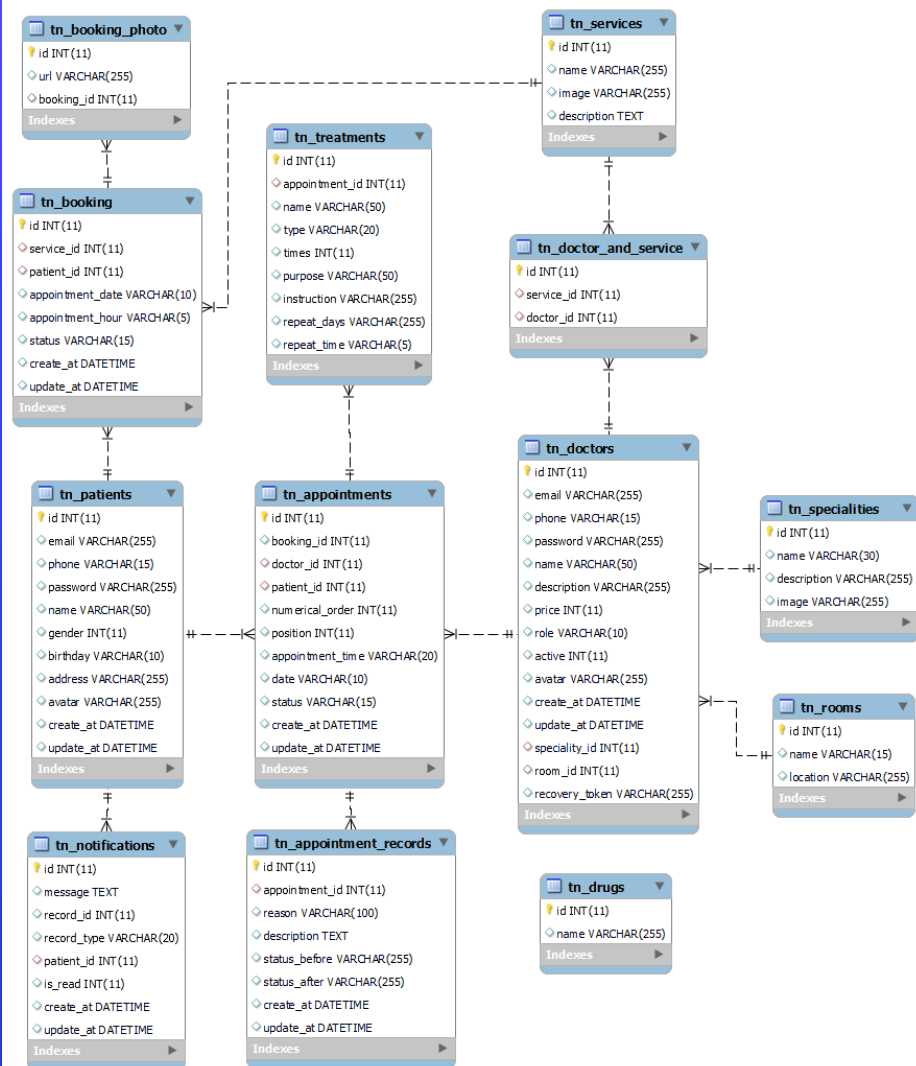 tn_booking_photo
id INT(11)
url VARCHAR(255)
booking_id INT(11)
Indexes
tn_services
id INT(11)
name VARCHAR(255)
image VARCHAR(255)
description TEXT
Indexes
tn_treatments
id INT(11)
appointment_id INT(11)
name VARCHAR(50)
type VARCHAR(20)
times INT(11)
purpose VARCHAR(50)
instruction VARCHAR(255)
repeat_days VARCHAR(255)
repeat_time VARCHAR(5)
Indexes
tn_booking
id INT(11)
service_id INT(11)
patient_id INT(11)
appointment_date VARCHAR(10)
appointment_hour VARCHAR(5)
status VARCHAR(15)
create_at DATETIME
update_at DATETIME
Indexes
tn_doctor_and_service
id INT(11)
service_id INT(11)
doctor_id INT(11)
Indexes
tn_patients
id INT(11)
email VARCHAR(255)
phone VARCHAR(15)
password VARCHAR(255)
name VARCHAR(50)
gender INT(11)
birthday VARCHAR(10)
address VARCHAR(255)
avatar VARCHAR(255)
create_at DATETIME
update_at DATETIME
Indexes
tn_appointments
id INT(11)
booking_id INT(11)
doctor_id INT(11)
patient_id INT(11)
numerical_order INT(11)
position INT(11)
appointment_time VARCHAR(20)
date VARCHAR(10)
status VARCHAR(15)
create_at DATETIME
update_at DATETIME
Indexes
tn_doctors
id INT(11)
email VARCHAR(255)
phone VARCHAR(15)
password VARCHAR(255)
name VARCHAR(50)
description VARCHAR(255)
price INT(11)
role VARCHAR(10)
active INT(11)
avatar VARCHAR(255)
create_at DATETIME
update_at DATETIME
speciality_id INT(11)
room_id INT(11)
recovery_token VARCHAR(255)
Indexes
tn_specialities
id INT(11)
name VARCHAR(30)
description VARCHAR(255)
image VARCHAR(255)
Indexes
tn_rooms
id INT(11)
name VARCHAR(15)
location VARCHAR(255)
Indexes
tn_notifications
id INT(11)
message TEXT
record_id INT(11)
record_type VARCHAR(20)
patient_id INT(11)
is_read INT(11)
create_at DATETIME
update_at DATETIME
Indexes
tn_appointment_records
id INT(11)
appointment_id INT(11)
reason VARCHAR(100)
description TEXT
status_before VARCHAR(255)
status_after VARCHAR(255)
create_at DATETIME
update_at DATETIME
Indexes
tn_drugs
id INT(11)
name VARCHAR(255)
Indexes